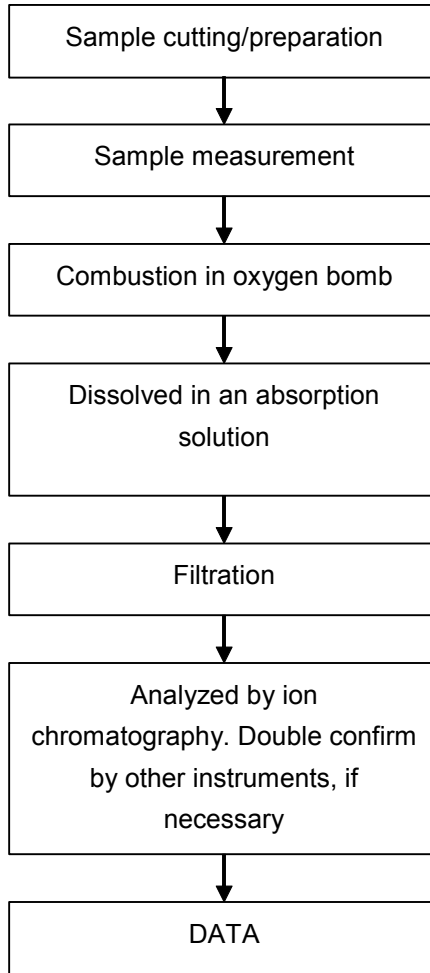 Sample cutting/preparation
Sample measurement
Combustion in oxygen bomb
Dissolved in an absorption
solution
Filtration
Analyzed by ion
chromatography. Double confirm
by other instruments, if
necessary
DATA